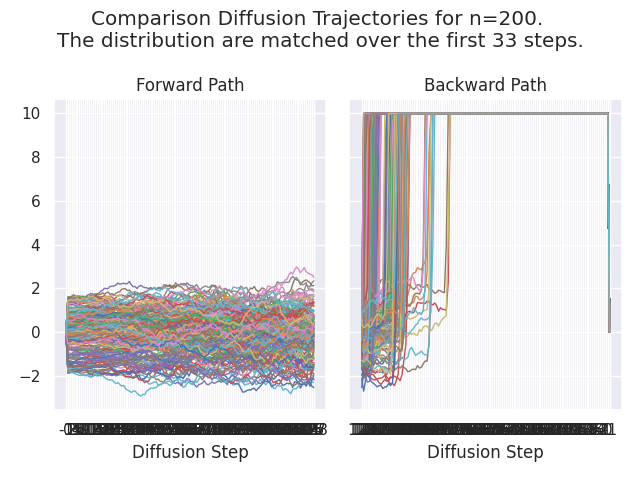 Comparison Diffusion Trajectories for n=200.
The distribution are matched over the first 33 steps.
Forward Path
Backward Path
10
8
6
4
2
0
−2
Diffusion Step
Diffusion Step